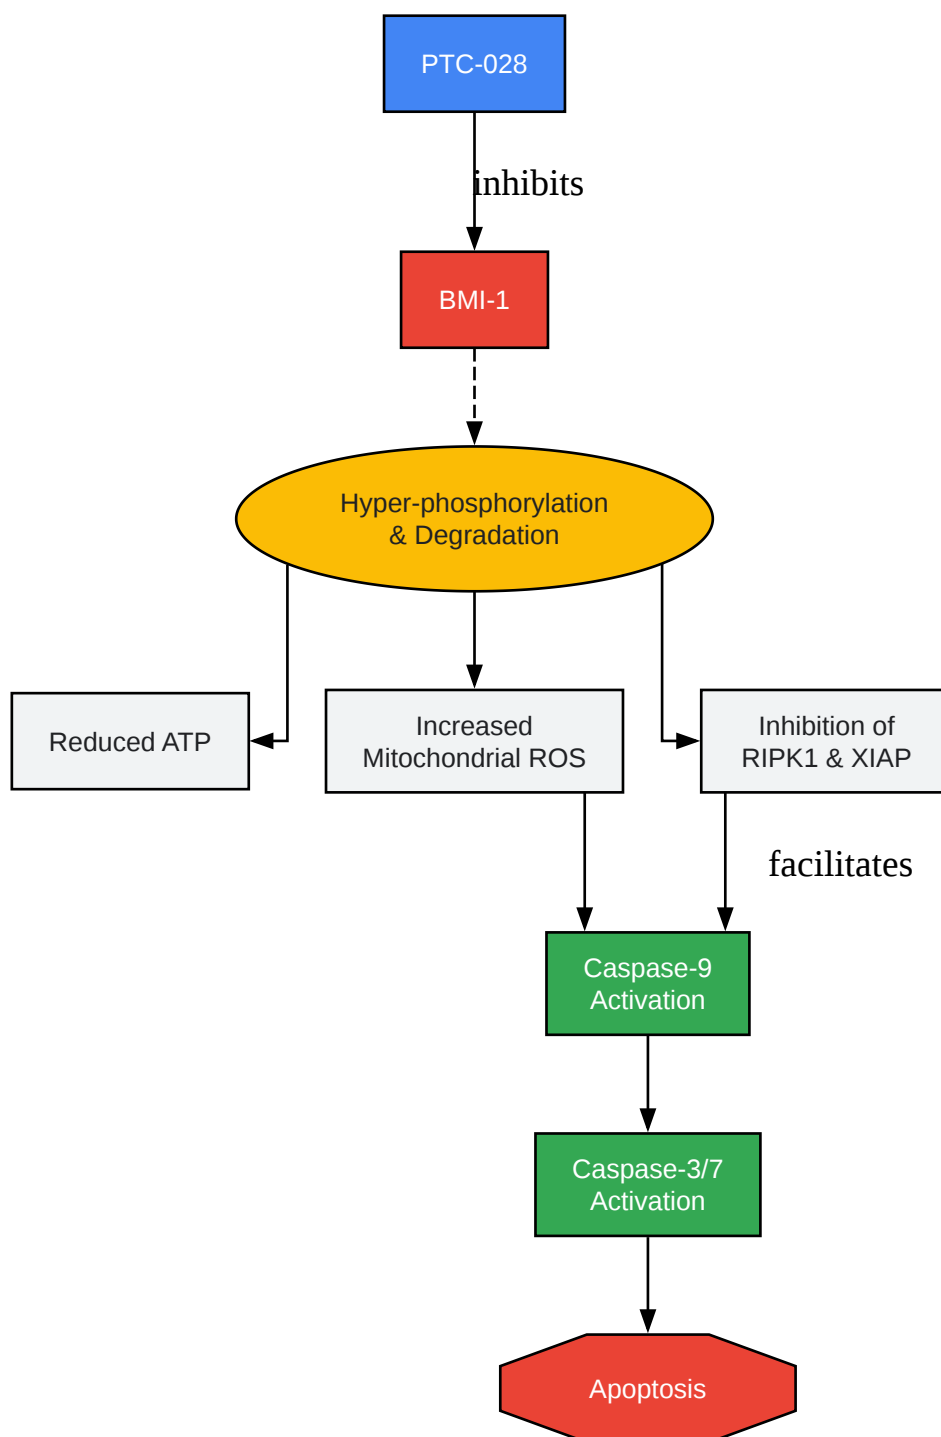 PTC-028
inhibits
BMI-1
Hyper-phosphorylation
& Degradation
Reduced ATP
Increased
Mitochondrial ROS
Inhibition of
RIPK1 & XIAP
facilitates
Caspase-9
Activation
Caspase-3/7
Activation
Apoptosis